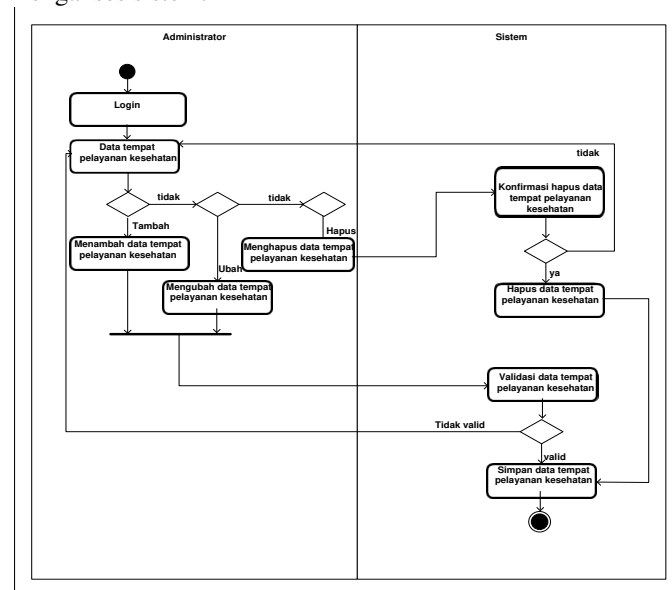 Administrator
Sistem
Login
Data tempat
pelayanan kesehatan
tidak
tidak
tidak
Konfirmasi hapus data
tempat pelayanan
kesehatan
Tambah
Hapus
Menambah data tempat
pelayanan kesehatan
Menghapus data tempat
pelayanan kesehatan
Ubah
ya
Mengubah data tempat
pelayanan kesehatan
Hapus data tempat
pelayanan kesehatan
Validasi data tempat
pelayanan kesehatan
Tidak valid
valid
Simpan data tempat
pelayanan kesehatan